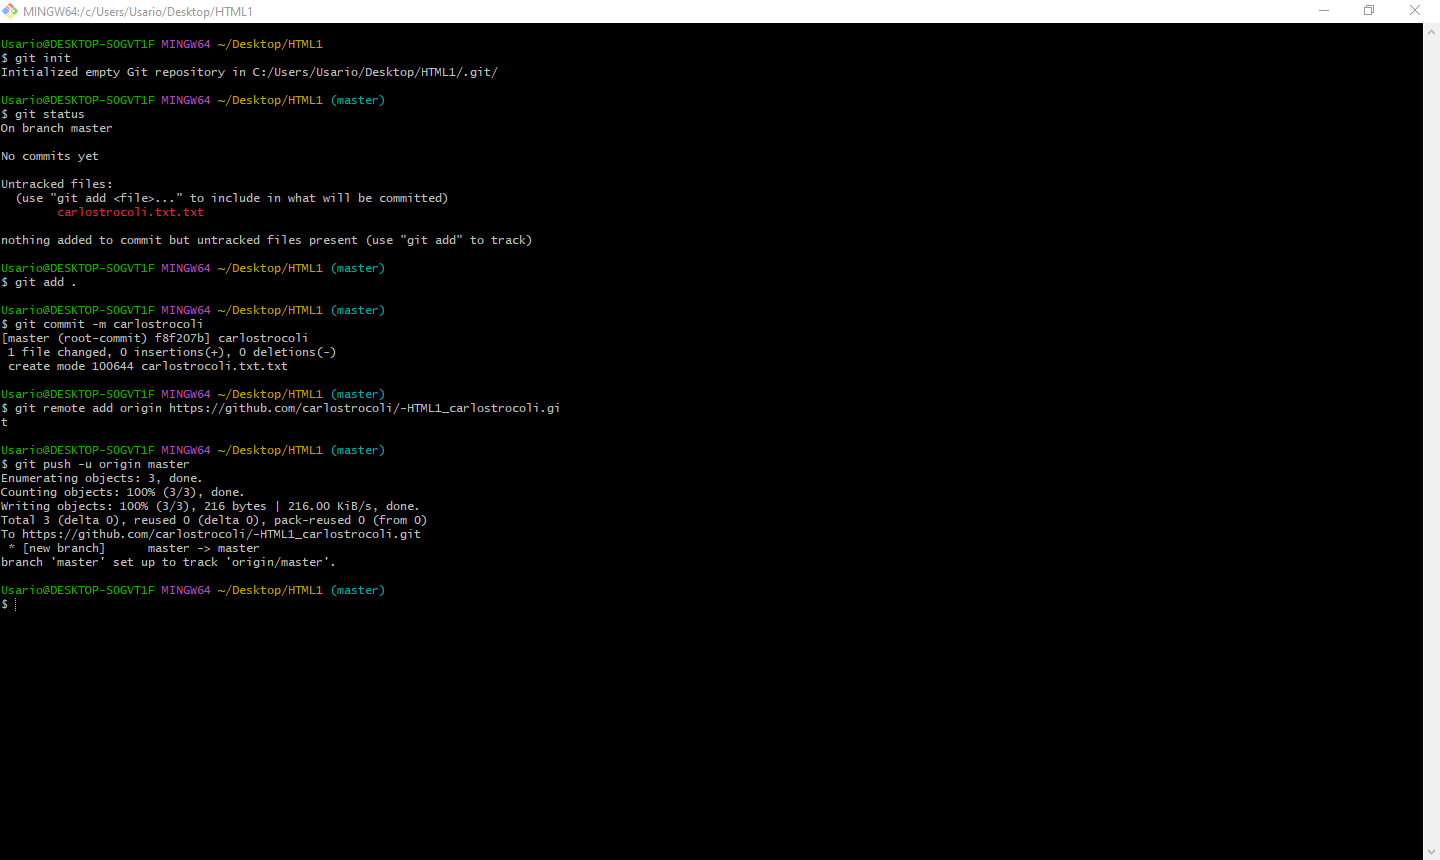 MINGW64:/c/Users/Usario/Desktop/HTML1
Usario@DESKTOP-SOGVT1F MINGW64 ~/Desktop/HTML1
$ git init
Initialized empty Git repository in C:/Users/Usario/Desktop/HTML1/.git/
Usario@DESKTOP-SOGVT1F MINGW64 ~/Desktop/HTML1 (master)
$ git status
On branch master
No commits yet
Untracked files:
  (use "git add <file>..." to include in what will be committed)
        carlostrocoli.txt.txt
nothing added to commit but untracked files present (use "git add" to track)
Usario@DESKTOP-SOGVT1F MINGW64 ~/Desktop/HTML1 (master)
$ git add .
Usario@DESKTOP-SOGVT1F MINGW64 ~/Desktop/HTML1 (master)
$ git commit -m carlostrocoli
[master (root-commit) f8f207b] carlostrocoli
 1 file changed, 0 insertions(+), 0 deletions(-)
 create mode 100644 carlostrocoli.txt.txt
Usario@DESKTOP-SOGVT1F MINGW64 ~/Desktop/HTML1 (master)
$ git remote add origin https://github.com/carlostrocoli/-HTML1_carlostrocoli.gi
t
Usario@DESKTOP-SOGVT1F MINGW64 ~/Desktop/HTML1 (master)
$ git push -u origin master
Enumerating objects: 3, done.
Counting objects: 100% (3/3), done.
Writing objects: 100% (3/3), 216 bytes | 216.00 KiB/s, done.
Total 3 (delta 0), reused 0 (delta 0), pack-reused 0 (from 0)
To https://github.com/carlostrocoli/-HTML1_carlostrocoli.git
 * [new branch]      master -> master
branch 'master' set up to track 'origin/master'.
Usario@DESKTOP-SOGVT1F MINGW64 ~/Desktop/HTML1 (master)
$